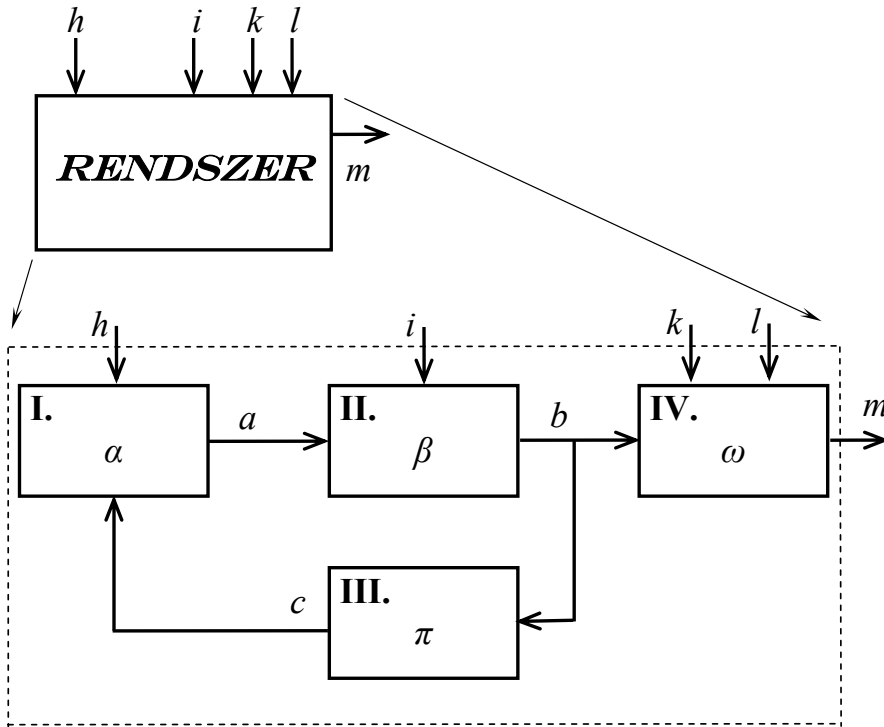 h i k l
RENDSZER
m
h i k l
I. II. IV.
a b m
α β ω
c III.
π